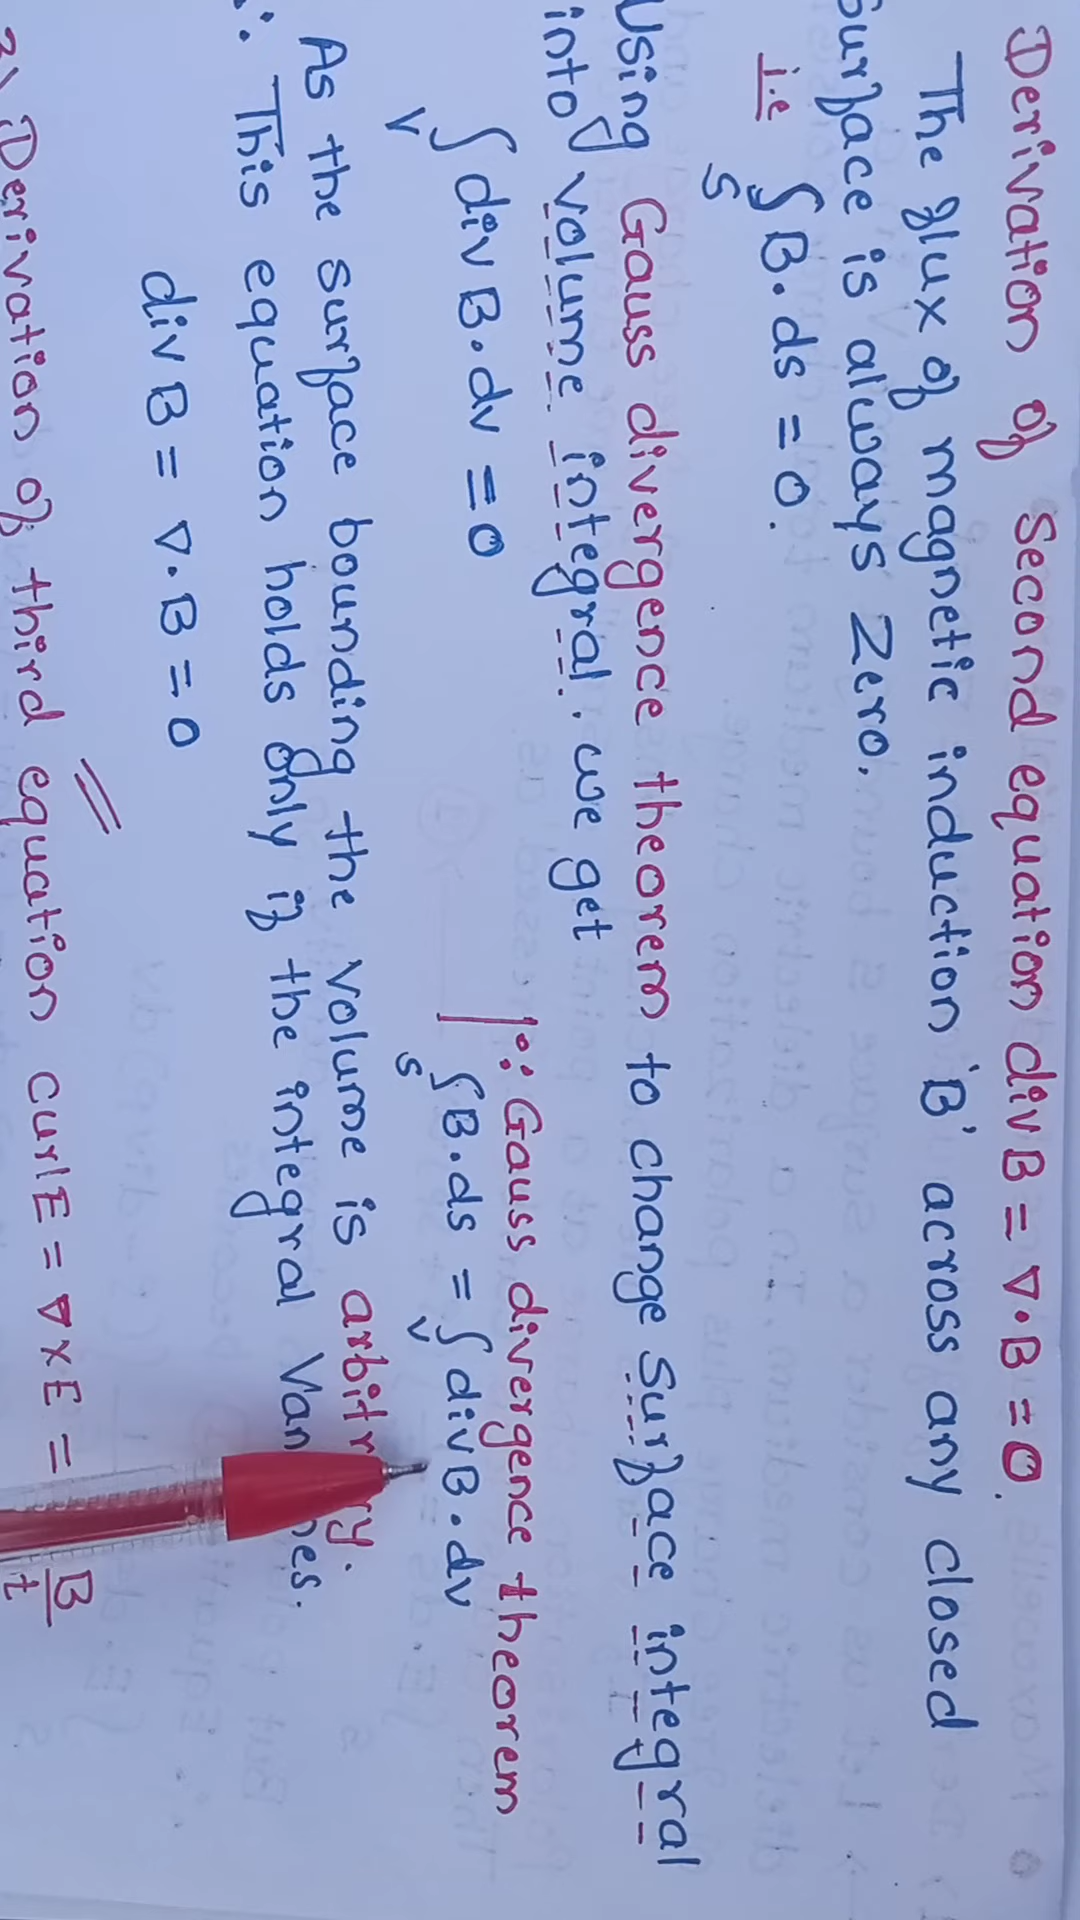 Derivation of Second equation div B = ∇ . B = 0.
The flux of magnetic induction 'B' across any closed
surface is always zero.
i.e ∫ B . ds = 0.
S
Using Gauss divergence theorem to change surface integral
into volume integral. we get
∫ div B . dv = 0
V
∵ Gauss divergence theorem
∫ B . ds = ∫ div B . dv
S V
As the surface bounding the volume is
∴ This equation holds only if the integral
div B = ∇ . B = 0
Derivation of third equation curl E = ∇ × E =
B
t